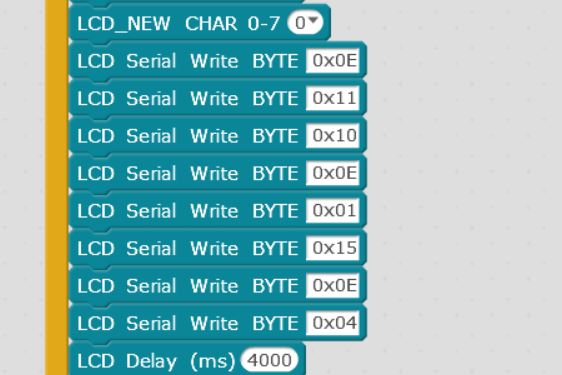 LCD_NEW CHAR 0-7 0
LCD Serial Write BYTE 0x0E
LCD Serial Write BYTE 0x11
LCD Serial Write BYTE 0x10
LCD Serial Write BYTE 0x0E
LCD Serial Write BYTE 0x01
LCD Serial Write BYTE 0x15
LCD Serial Write BYTE 0x0E
LCD Serial Write BYTE 0x04
LCD Delay (ms) 4000